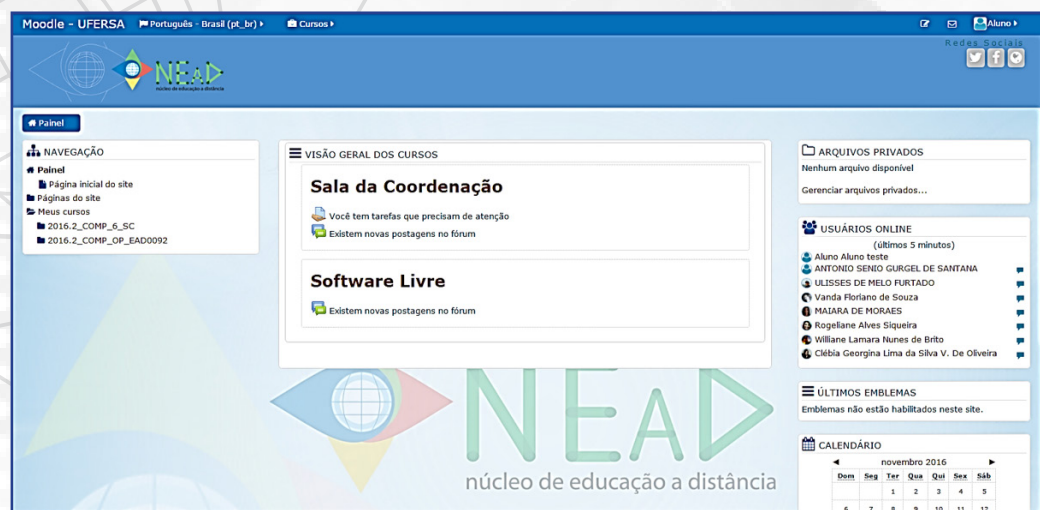 Moodle - UFERSA
Português - Brasil (pt_br)
Cursos
Aluno
Redes Sociais
NEAD
núcleo de educação a distância
Painel
NAVEGAÇÃO
Painel
Página inicial do site
Páginas do site
Meus cursos
2016.2_COMP_6_SC
2016.2_COMP_OP_EAD0092
VISÃO GERAL DOS CURSOS
Sala da Coordenação
Você tem tarefas que precisam de atenção
Existem novas postagens no fórum
Software Livre
Existem novas postagens no fórum
NEAD
núcleo de educação a distância
ARQUIVOS PRIVADOS
Nenhum arquivo disponível
Gerenciar arquivos privados...
USUÁRIOS ONLINE
(últimos 5 minutos)
Aluno Aluno teste
ANTONIO SENIO GURGEL DE SANTANA
ULISSES DE MELO FURTADO
Vanda Floriano de Souza
MAIARA DE MORAES
Rogeliane Alves Siqueira
Williane Lamara Nunes de Brito
Clébia Georgina Lima da Silva V. De Oliveira
ÚLTIMOS EMBLEMAS
Emblemas não estão habilitados neste site.
CALENDÁRIO
novembro 2016
Dom Seg Ter Qua Qui Sex Sáb
1 2 3 4 5
6 7 8 9 10 11 12